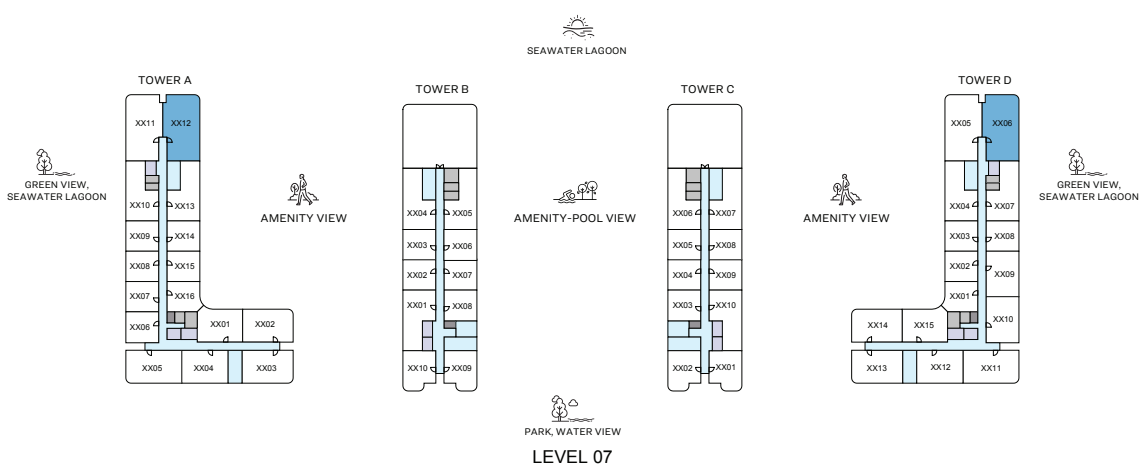 SEAWATER LAGOON
TOWER A
TOWER B
TOWER C
TOWER D
XX11
XX12
XX05
XX06
GREEN VIEW,
SEAWATER LAGOON
GREEN VIEW,
SEAWATER LAGOON
AMENITY VIEW
AMENITY-POOL VIEW
AMENITY VIEW
XX10
XX13
XX09
XX14
XX08
XX15
XX07
XX16
XX06
XX01
XX02
XX05
XX04
XX03
XX04
XX05
XX03
XX06
XX02
XX07
XX01
XX08
XX10
XX09
XX06
XX07
XX05
XX08
XX04
XX09
XX03
XX10
XX02
XX01
XX04
XX07
XX03
XX08
XX02
XX09
XX01
XX10
XX14
XX15
XX13
XX12
XX11
PARK, WATER VIEW
LEVEL 07